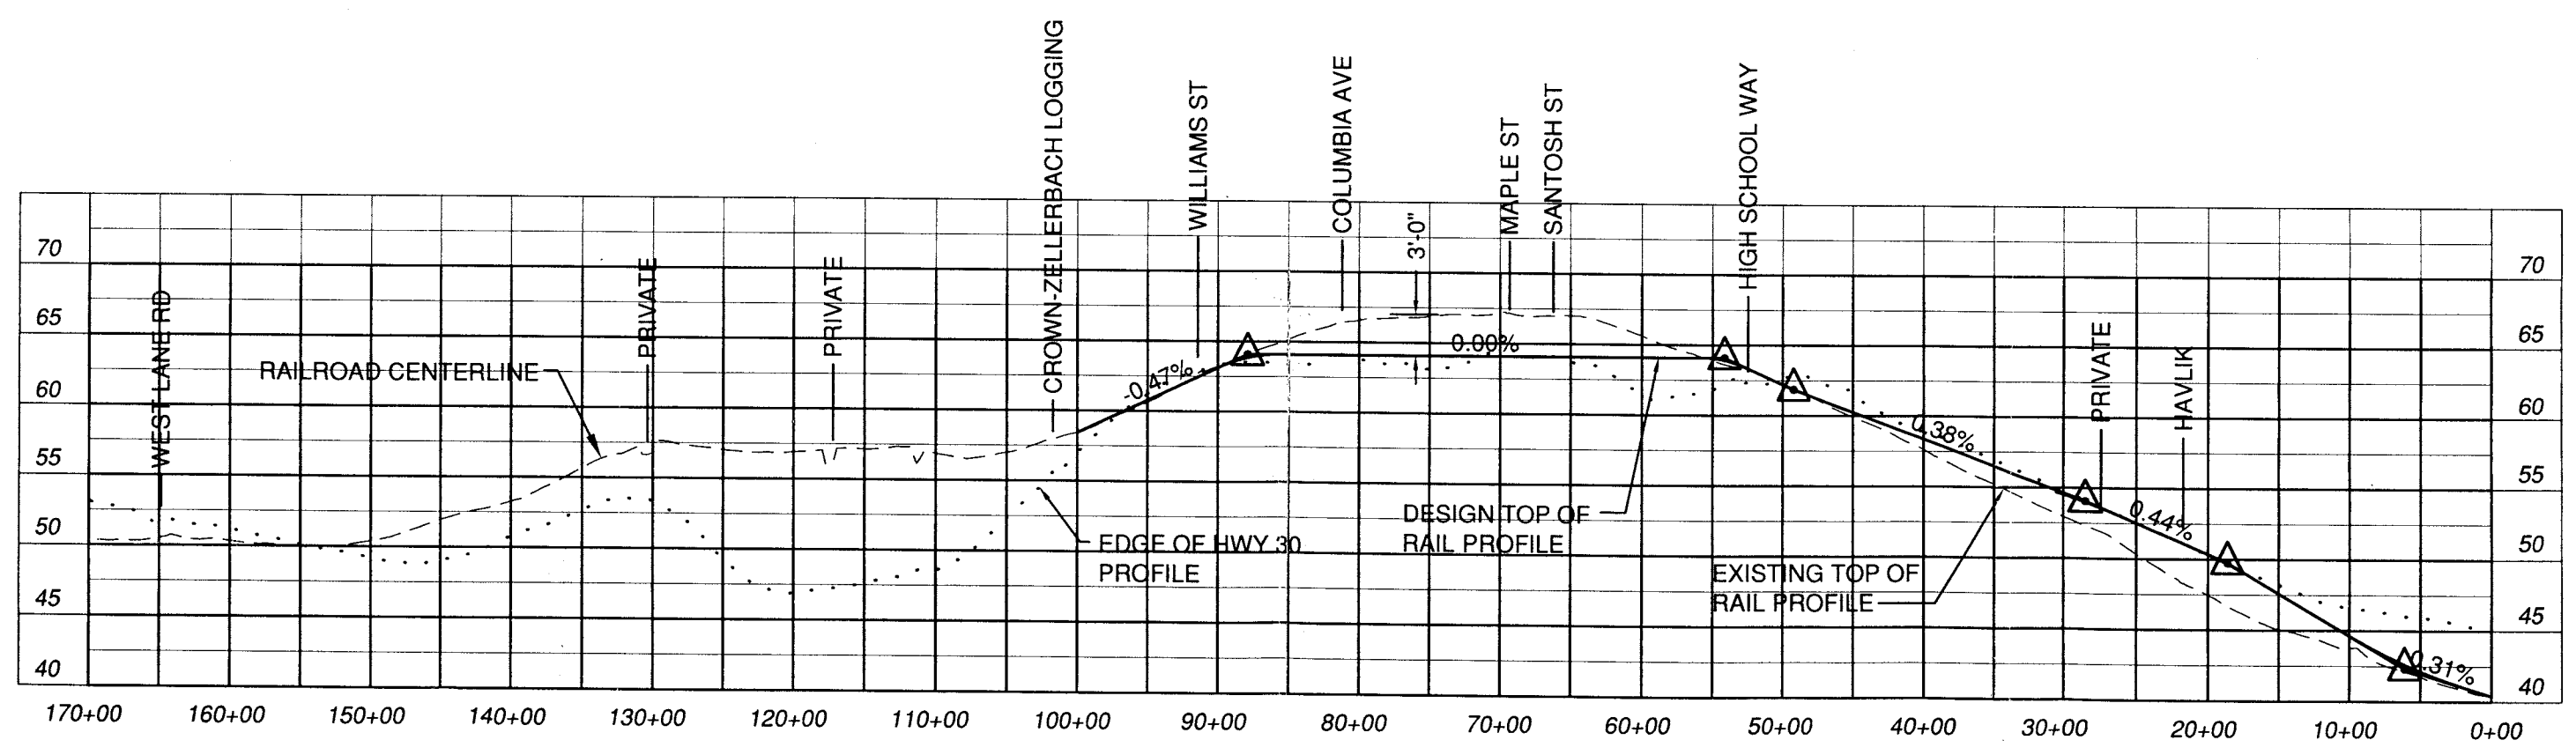 CROWN-ZELLERBACH LOGGING
WILLIAMS ST
COLUMBIA AVE
3'-0"
MAPLE ST
SANTOSH ST
HIGH SCHOOL WAY
WEST LANE RD
PRIVATE
PRIVATE
PRIVATE
HAVLIK
70
65
60
55
50
45
40
70
65
60
55
50
45
40
RAILROAD CENTERLINE
-0.47%
0.00%
0.38%
0.44%
0.31%
EDGE OF HWY 30
PROFILE
DESIGN TOP OF
RAIL PROFILE
EXISTING TOP OF
RAIL PROFILE
170+00 160+00 150+00 140+00 130+00 120+00 110+00 100+00 90+00 80+00 70+00 60+00 50+00 40+00 30+00 20+00 10+00 0+00